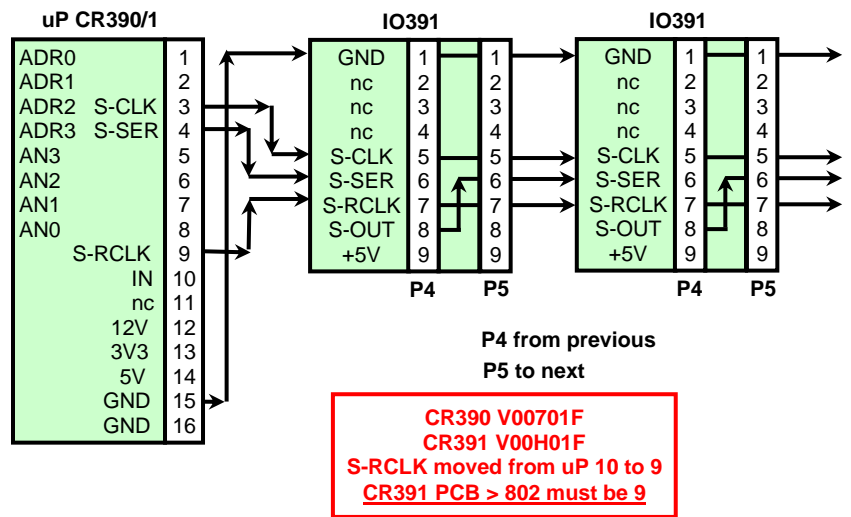 uP CR390/1
ADR0 1
ADR1 2
ADR2 S-CLK 3
ADR3 S-SER 4
AN3 5
AN2 6
AN1 7
AN0 8
S-RCLK 9
IN 10
nc 11
12V 12
3V3 13
5V 14
GND 15
GND 16
IO391
GND 1 1
nc 2 2
nc 3 3
nc 4 4
S-CLK 5 5
S-SER 6 6
S-RCLK 7 7
S-OUT 8 8
+5V 9 9
P4 P5
IO391
GND 1 1
nc 2 2
nc 3 3
nc 4 4
S-CLK 5 5
S-SER 6 6
S-RCLK 7 7
S-OUT 8 8
+5V 9 9
P4 P5
P4 from previous
P5 to next
CR390 V00701F
CR391 V00H01F
S-RCLK moved from uP 10 to 9
CR391 PCB > 802 must be 9